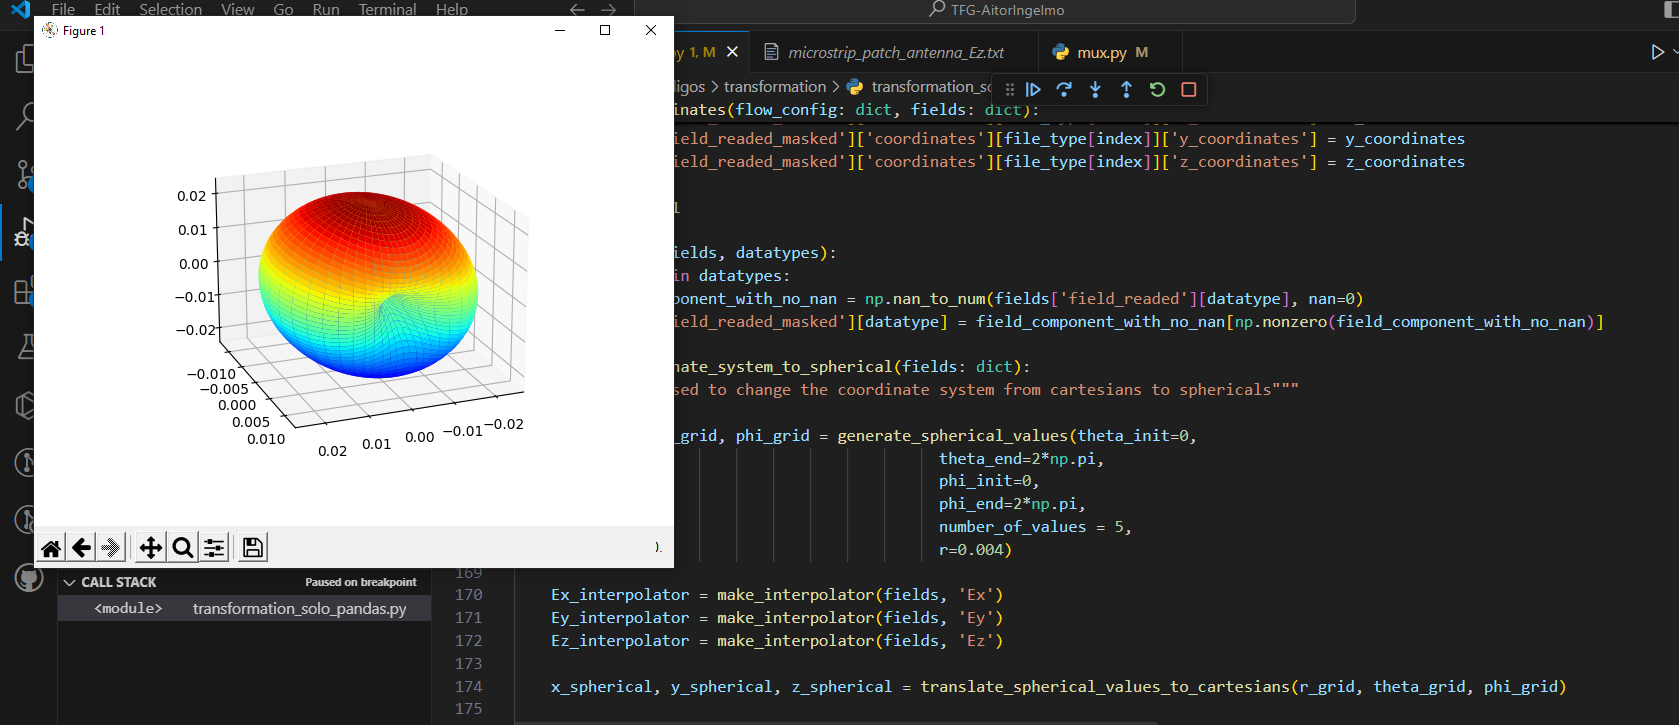 File Edit Selection View Go Run Terminal Help
TFG-AitorIngelmo
Figure 1
py 1, M
microstrip_patch_antenna_Ez.txt
mux.py M
digos > transformation > transformation_so
inates(flow_config: dict, fields: dict):
ield_readed_masked']['coordinates'][file_type[index]]['y_coordinates'] = y_coordinates
ield_readed_masked']['coordinates'][file_type[index]]['z_coordinates'] = z_coordinates
1
ields, datatypes):
in datatypes:
ponent_with_no_nan = np.nan_to_num(fields['field_readed'][datatype], nan=0)
ield_readed_masked'][datatype] = field_component_with_no_nan[np.nonzero(field_component_with_no_nan)]
nate_system_to_spherical(fields: dict):
sed to change the coordinate system from cartesians to sphericals"""
_grid, phi_grid = generate_spherical_values(theta_init=0,
theta_end=2*np.pi,
phi_init=0,
phi_end=2*np.pi,
number_of_values = 5,
r=0.004)
0.02
0.01
0.00
−0.01
−0.02
−0.010
−0.005
0.000
0.005
0.010
0.02 0.01 0.00 −0.01 −0.02
).
CALL STACK Paused on breakpoint
<module> transformation_solo_pandas.py
169
170 Ex_interpolator = make_interpolator(fields, 'Ex')
171 Ey_interpolator = make_interpolator(fields, 'Ey')
172 Ez_interpolator = make_interpolator(fields, 'Ez')
173
174 x_spherical, y_spherical, z_spherical = translate_spherical_values_to_cartesians(r_grid, theta_grid, phi_grid)
175